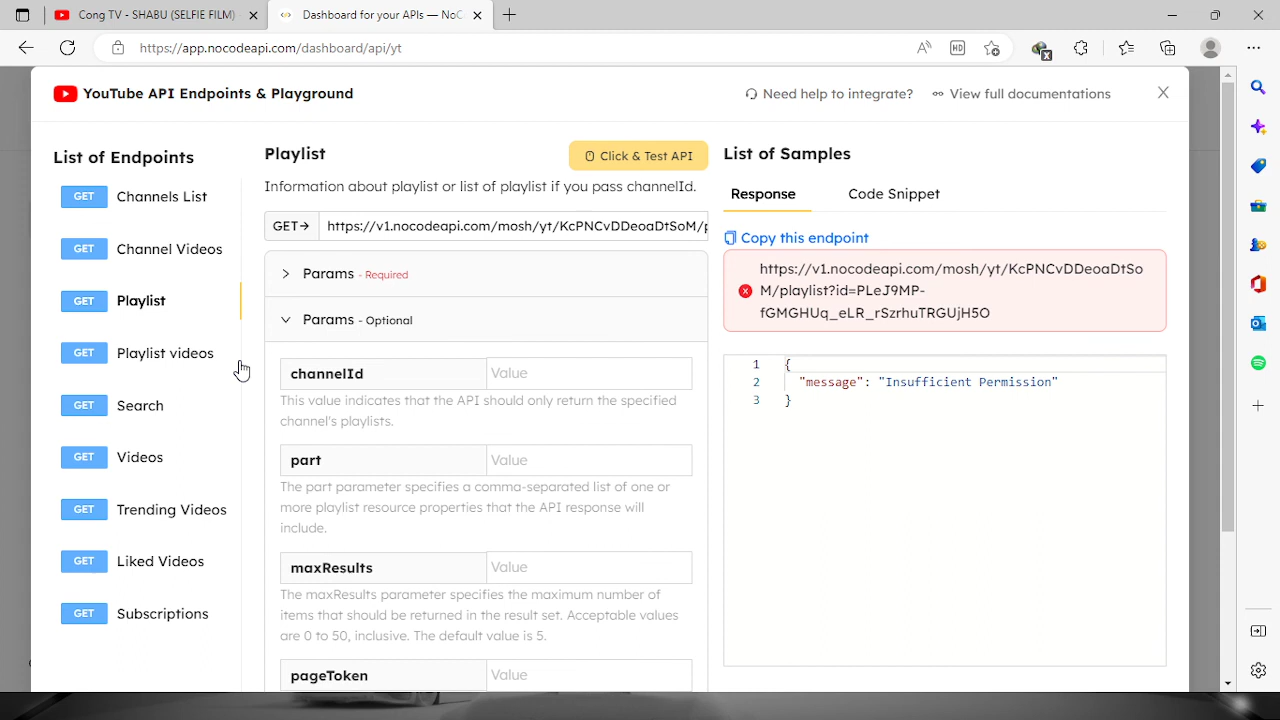 Cong TV - SHABU (SELFIE FILM)
Dashboard for your APIs — NoC
https://app.nocodeapi.com/dashboard/api/yt
HD
x
YouTube API Endpoints & Playground
Need help to integrate?
View full documentations
List of Endpoints
GET Channels List
GET Channel Videos
GET Playlist
GET Playlist videos
GET Search
GET Videos
GET Trending Videos
GET Liked Videos
GET Subscriptions
Playlist
Click & Test API
Information about playlist or list of playlist if you pass channelId.
GET→ https://v1.nocodeapi.com/mosh/yt/KcPNCvDDeoaDtSoM/p
Params - Required
Params - Optional
channelId Value
This value indicates that the API should only return the specified
channel's playlists.
part Value
The part parameter specifies a comma-separated list of one or
more playlist resource properties that the API response will
include.
maxResults Value
The maxResults parameter specifies the maximum number of
items that should be returned in the result set. Acceptable values
are 0 to 50, inclusive. The default value is 5.
pageToken Value
List of Samples
Response Code Snippet
Copy this endpoint
https://v1.nocodeapi.com/mosh/yt/KcPNCvDDeoaDtSo
M/playlist?id=PLeJ9MP-
fGMGHUq_eLR_rSzrhuTRGUjH5O
1 {
2 "message": "Insufficient Permission"
3 }